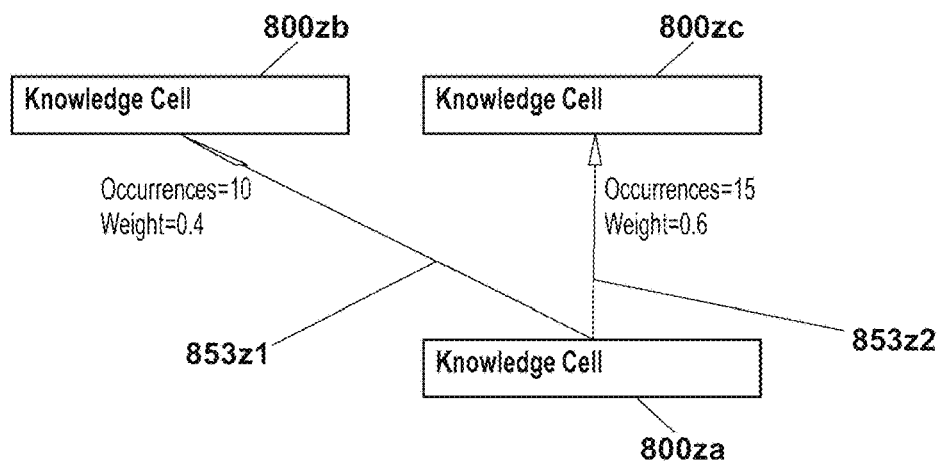 800zb
800zc
Knowledge Cell
Knowledge Cell
Occurrences=10
Weight=0.4
Occurrences=15
Weight=0.6
853z1
853z2
Knowledge Cell
800za